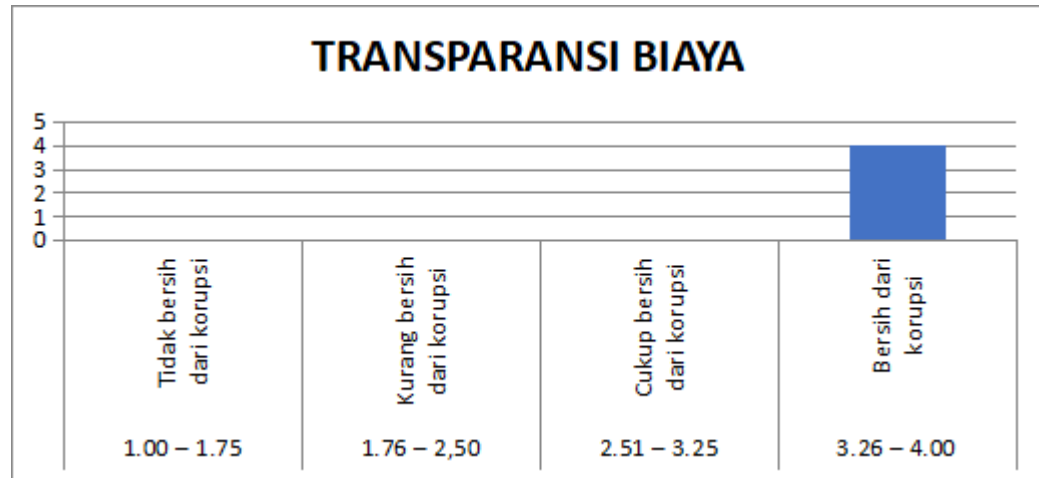 TRANSPARANSI BIAYA
5
4
3
2
1
0
Tidak bersih
dari korupsi
Kurang bersih
dari korupsi
Cukup bersih
dari korupsi
Bersih dari
korupsi
1.00 – 1.75
1.76 – 2,50
2.51 – 3.25
3.26 – 4.00